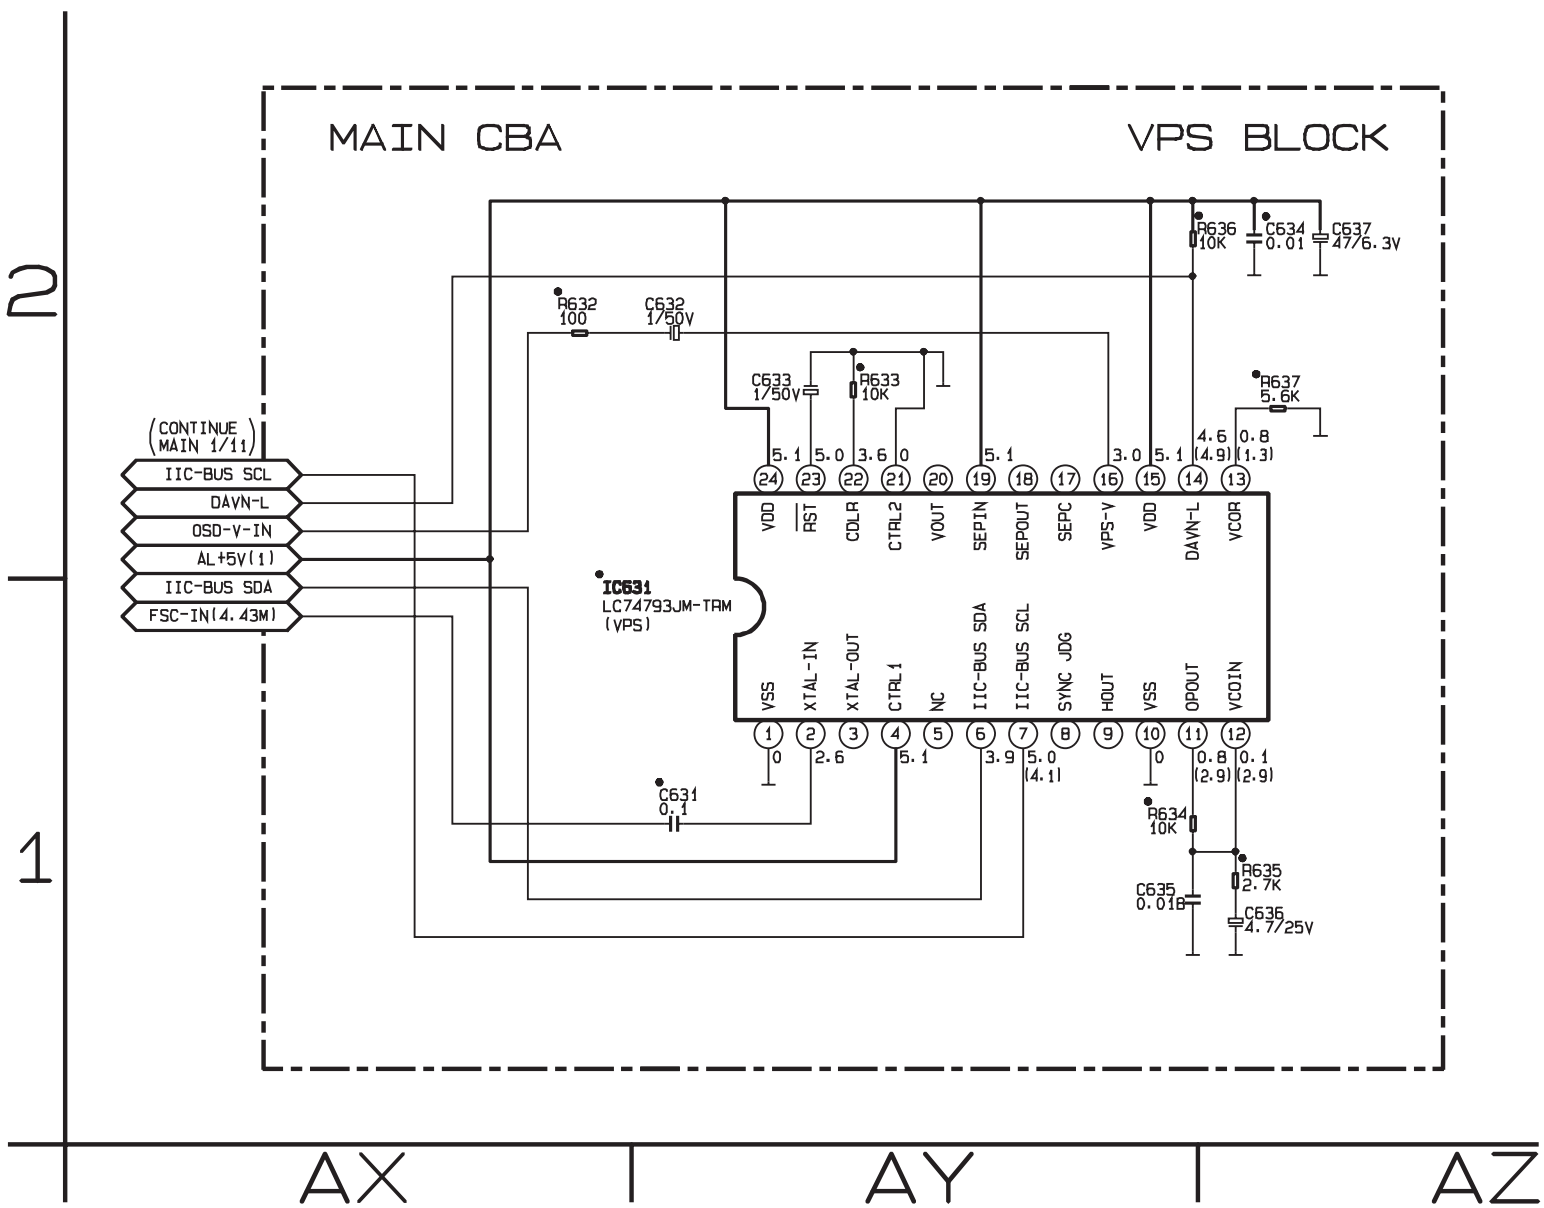 MAIN CBA
VPS BLOCK
R636
10K
C634
0.01
C637
47/6.3V
2
R632
100
C632
1/50V
C633
1/50V
R633
10K
R637
5.6K
(CONTINUE
MAIN 1/11)
IIC-BUS SCL
DAVN-L
OSD-V-IN
AL+5V(1)
IIC-BUS SDA
FSC-IN(4.43M)
4.6 0.8
5.1 5.0 3.6 0 5.1 3.0 5.1 (4.9) (1.3)
24 23 22 21 20 19 18 17 16 15 14 13
VDD
RST
CDLR
CTRL2
VOUT
SEPIN
SEPOUT
SEPC
VPS-V
VDD
DAVN-L
VCOR
IC631
LC74793JM-TRM
(VPS)
VSS
XTAL-IN
XTAL-OUT
CTRL1
NC
IIC-BUS SDA
IIC-BUS SCL
SYNC JDG
HOUT
VSS
OPOUT
VCOIN
1 2 3 4 5 6 7 8 9 10 11 12
0 2.6 5.1 3.9 5.0 0 0.8 0.1
(4.1) (2.9) (2.9)
C631
0.1
R634
10K
1
R635
2.7K
C635
0.01B
C636
4.7/25V
AX AY AZ